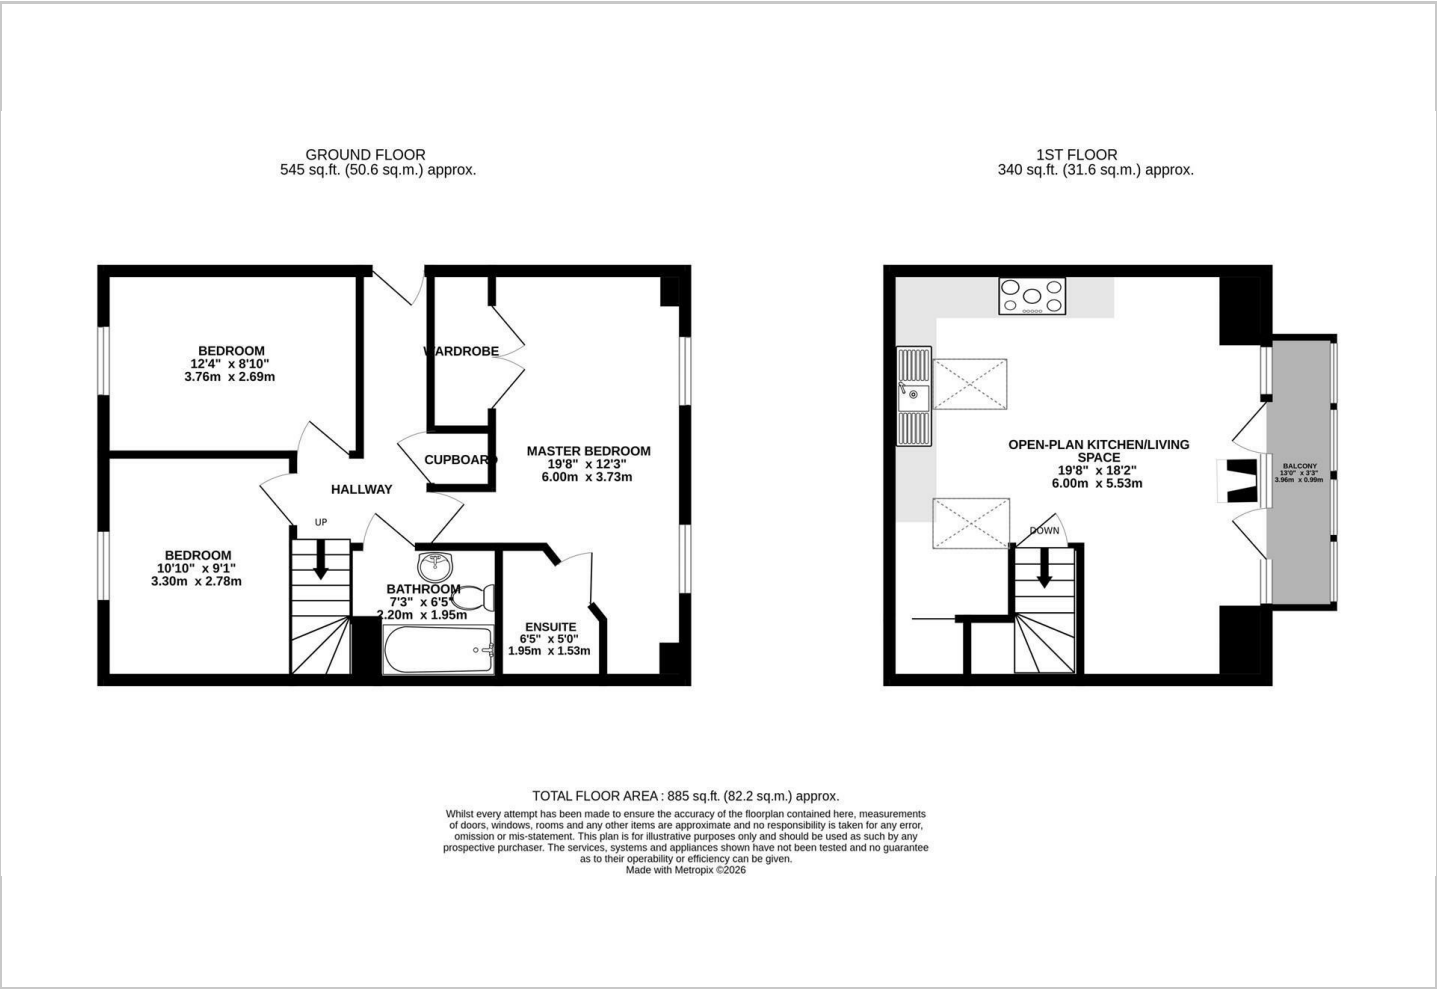 GROUND FLOOR
545 sq.ft. (50.6 sq.m.) approx.
1ST FLOOR
340 sq.ft. (31.6 sq.m.) approx.
BEDROOM
12'4" x 8'10"
3.76m x 2.69m
WARDROBE
CUPBOARD
MASTER BEDROOM
19'8" x 12'3"
6.00m x 3.73m
HALLWAY
UP
BEDROOM
10'10" x 9'1"
3.30m x 2.78m
BATHROOM
7'3" x 6'5"
2.20m x 1.95m
ENSUITE
6'5" x 5'0"
1.95m x 1.53m
OPEN-PLAN KITCHEN/LIVING
SPACE
19'8" x 18'2"
6.00m x 5.53m
BALCONY
13'0" x 3'3"
3.96m x 0.99m
DOWN
TOTAL FLOOR AREA : 885 sq.ft. (82.2 sq.m.) approx.
Whilst every attempt has been made to ensure the accuracy of the floorplan contained here, measurements
of doors, windows, rooms and any other items are approximate and no responsibility is taken for any error,
omission or mis-statement. This plan is for illustrative purposes only and should be used as such by any
prospective purchaser. The services, systems and appliances shown have not been tested and no guarantee
as to their operability or efficiency can be given.
Made with Metropix ©2026